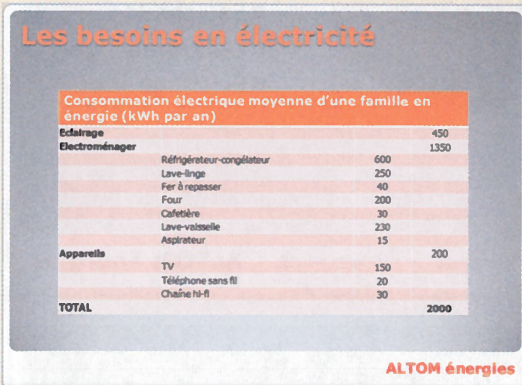 Les besoins en électricité
Consommation électrique moyenne d'une famille en
énergie (kWh par an)
Eclairage 450
Electroménager 1350
Réfrigérateur-congélateur 600
Lave-linge 250
Fer à repasser 40
Four 200
Cafetière 30
Lave-vaisselle 230
Aspirateur 15
Appareils 200
TV 150
Téléphone sans fil 20
Chaîne hi-fi 30
TOTAL 2000
ALTOM énergies